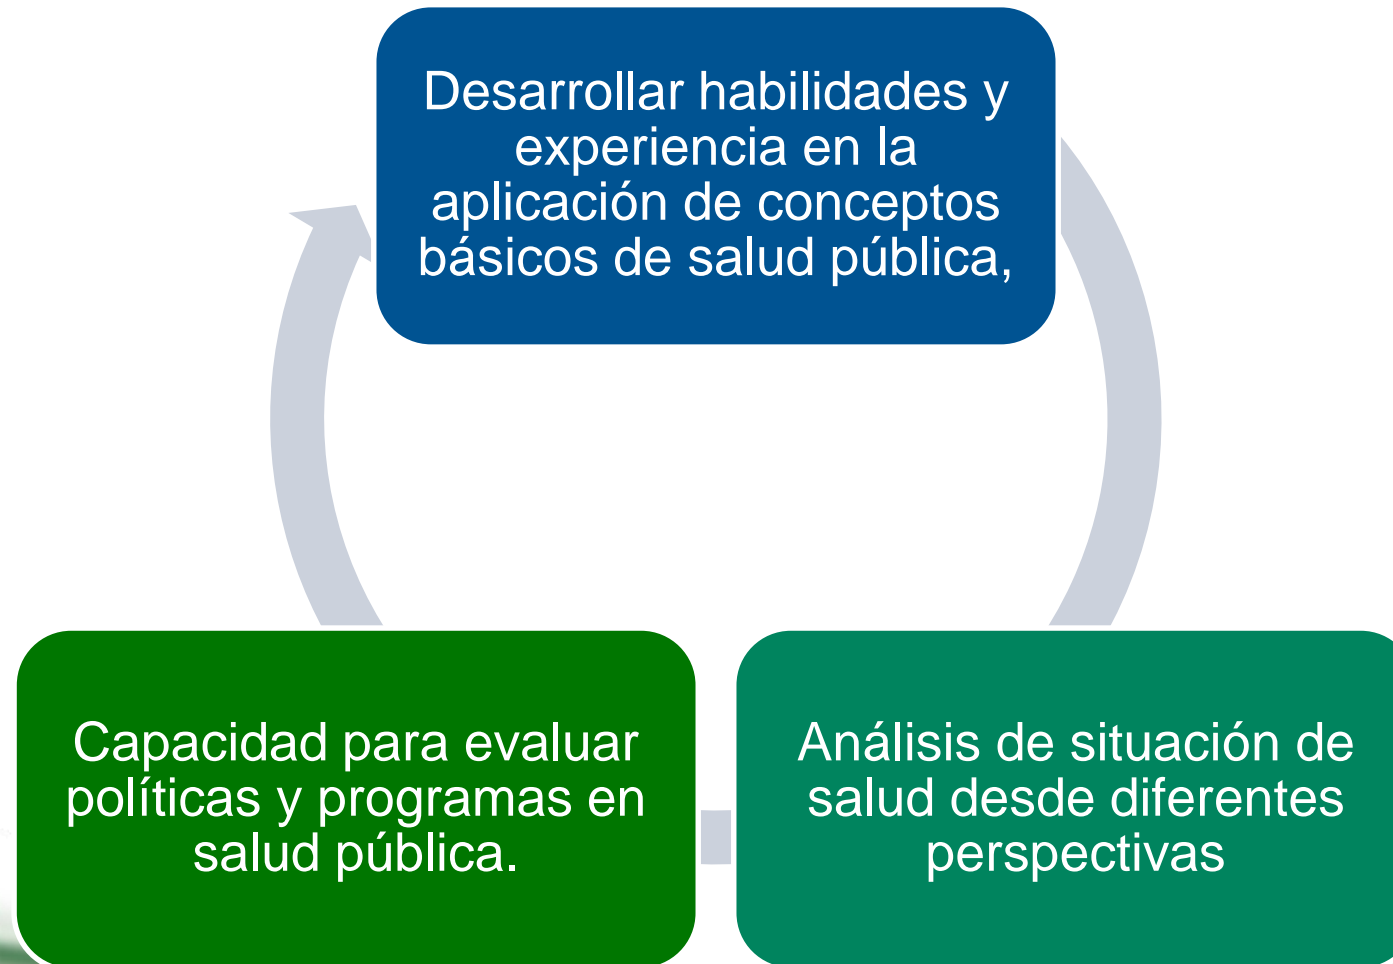 Desarrollar habilidades y
experiencia en la
aplicación de conceptos
básicos de salud pública,
Capacidad para evaluar
políticas y programas en
salud pública.
Análisis de situación de
salud desde diferentes
perspectivas